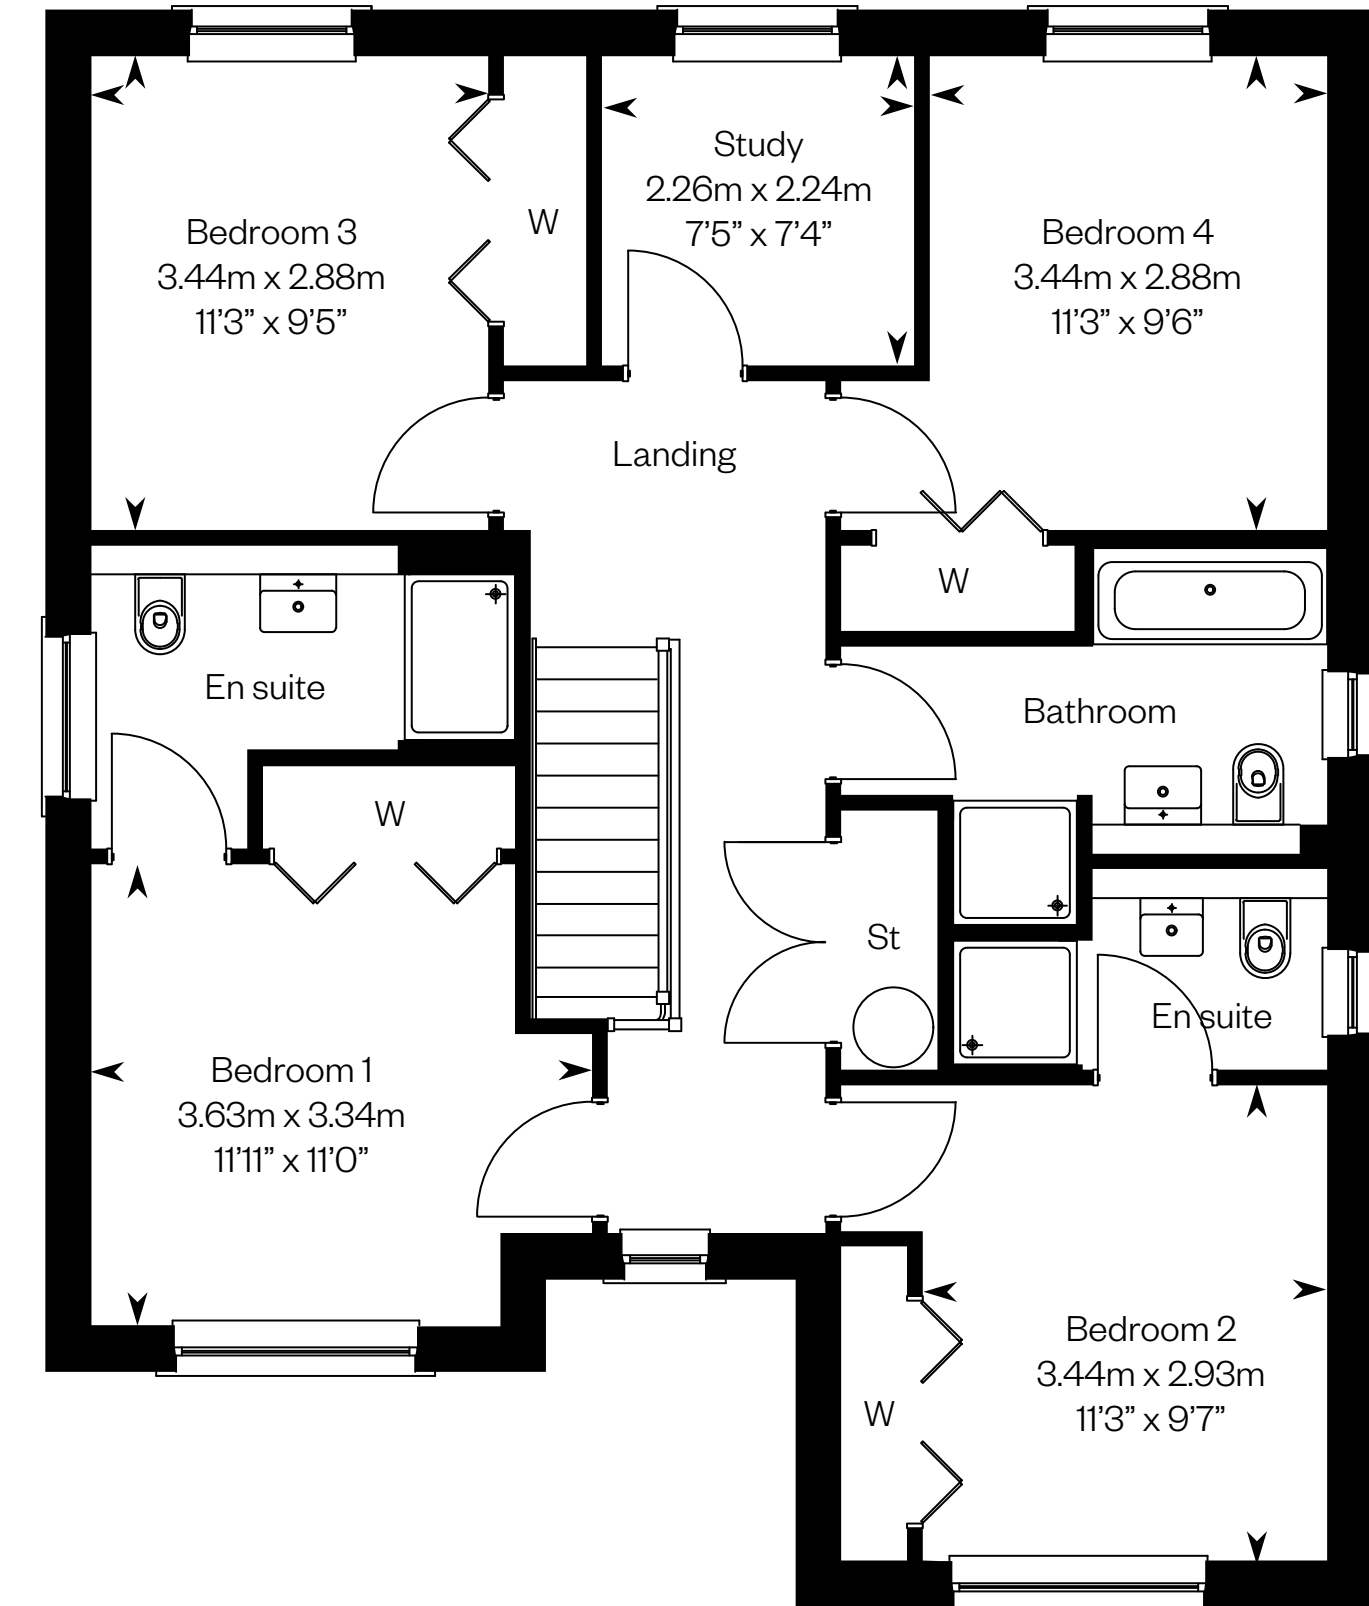 Study
2.26m x 2.24m
7'5” x 7'4”
Bedroom 3
3.44m x 2.88m
11'3” x 9'5”
W
Bedroom 4
3.44m x 2.88m
11'3” x 9'6”
Landing
W
En suite
Bathroom
W
St
En suite
Bedroom 1
3.63m x 3.34m
11'11” x 11'0”
Bedroom 2
3.44m x 2.93m
11'3” x 9'7”
W